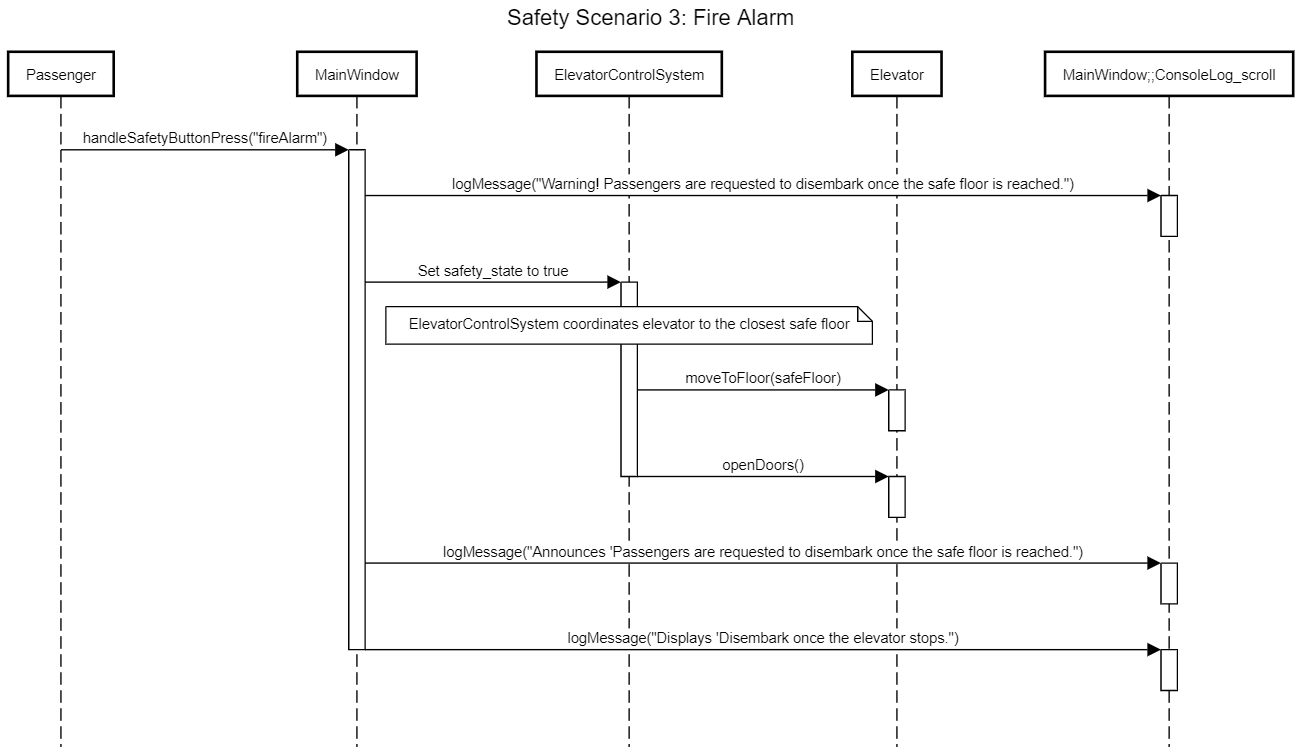 Safety Scenario 3: Fire Alarm
Passenger
MainWindow
ElevatorControlSystem
Elevator
MainWindow;;ConsoleLog_scroll
handleSafetyButtonPress("fireAlarm")
logMessage("Warning! Passengers are requested to disembark once the safe floor is reached.")
Set safety_state to true
ElevatorControlSystem coordinates elevator to the closest safe floor
moveToFloor(safeFloor)
openDoors()
logMessage("Announces 'Passengers are requested to disembark once the safe floor is reached.")
logMessage("Displays 'Disembark once the elevator stops.")